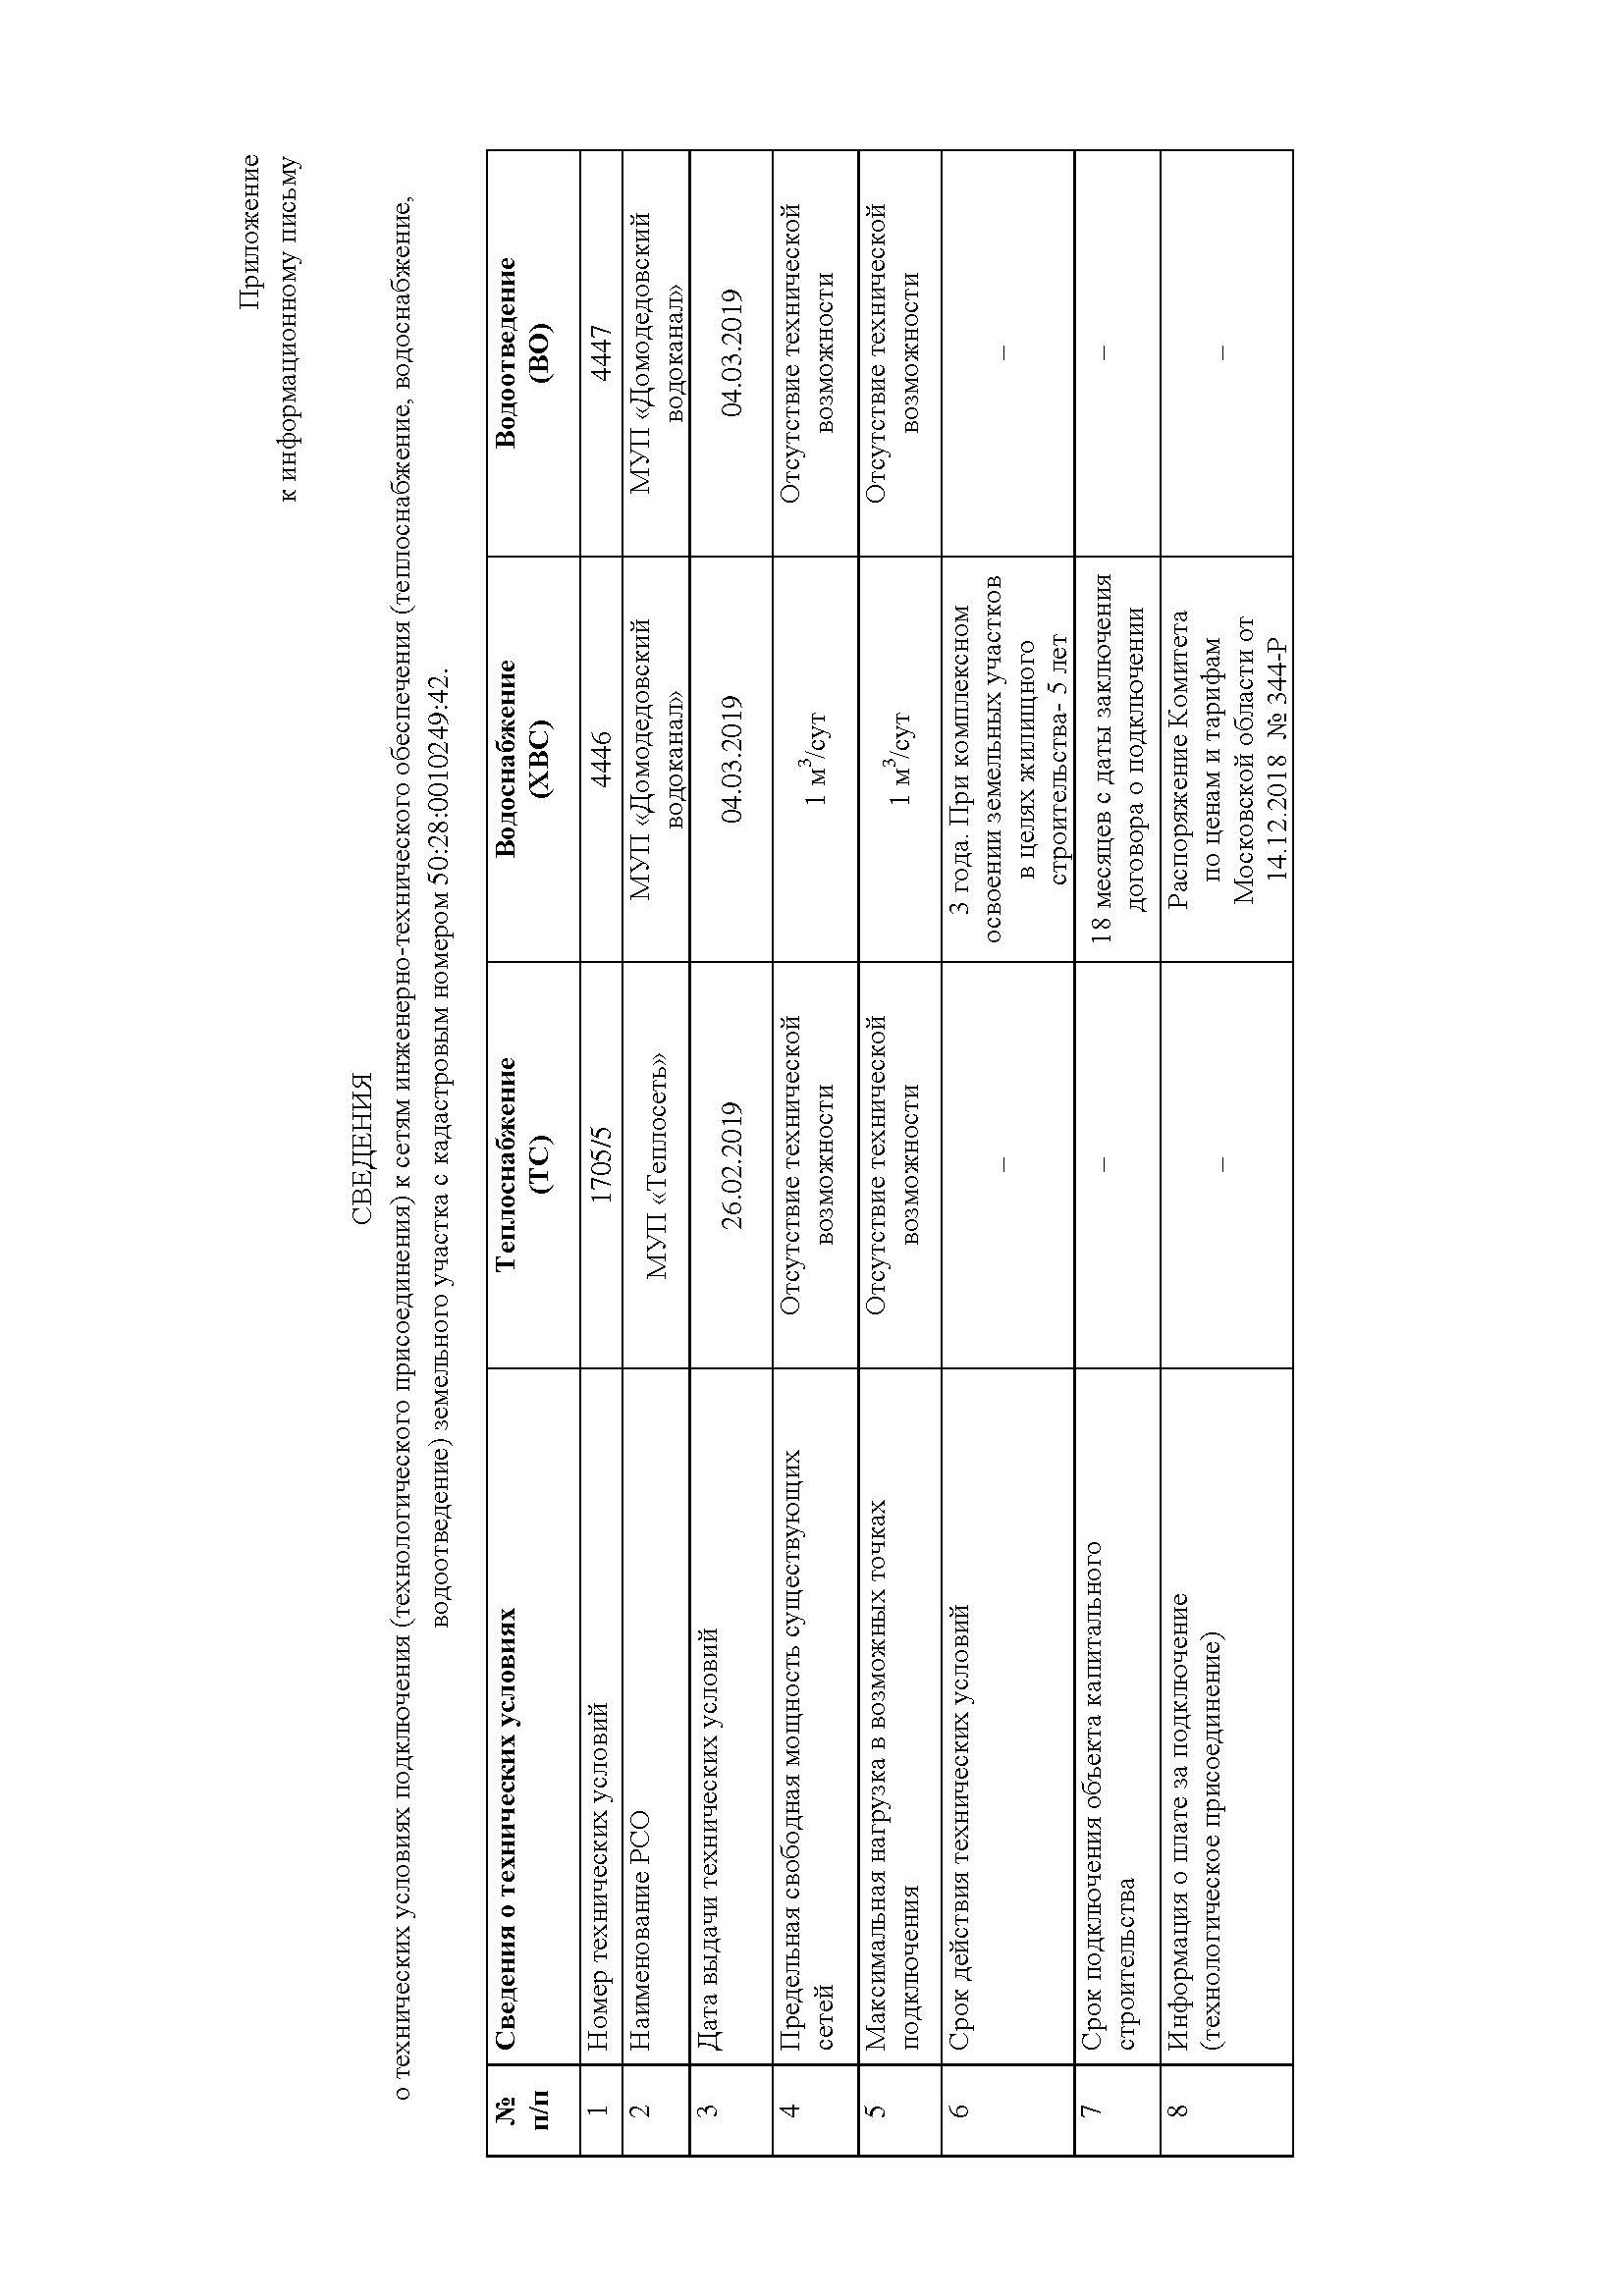 Приложение
к информационному письму
СВЕДЕНИЯ
о технических условиях подключения (технологического присоединения) к сетям инженерно-технического обеспечения (теплоснабжение, водоснабжение,
водоотведение) земельного участка с кадастровым номером 50:28:0010249:42.
№
п/п
Сведения о технических условиях
Теплоснабжение
(ТС)
Водоснабжение
(ХВС)
Водоотведение
(ВО)
1
Номер технических условий
1705/5
4446
4447
2
Наименование РСО
МУП «Теплосеть»
МУП «Домодедовский
водоканал»
МУП «Домодедовский
водоканал»
3
Дата выдачи технических условий
26.02.2019
04.03.2019
04.03.2019
4
Предельная свободная мощность существующих
сетей
Отсутствие технической
возможности
1 м³/сут
Отсутствие технической
возможности
5
Максимальная нагрузка в возможных точках
подключения
Отсутствие технической
возможности
1 м³/сут
Отсутствие технической
возможности
6
Срок действия технических условий
–
3 года. При комплексном
освоении земельных участков
в целях жилищного
строительства- 5 лет
–
7
Срок подключения объекта капитального
строительства
–
18 месяцев с даты заключения
договора о подключении
–
8
Информация о плате за подключение
(технологическое присоединение)
–
Распоряжение Комитета
по ценам и тарифам
Московской области от
14.12.2018 № 344-Р
–